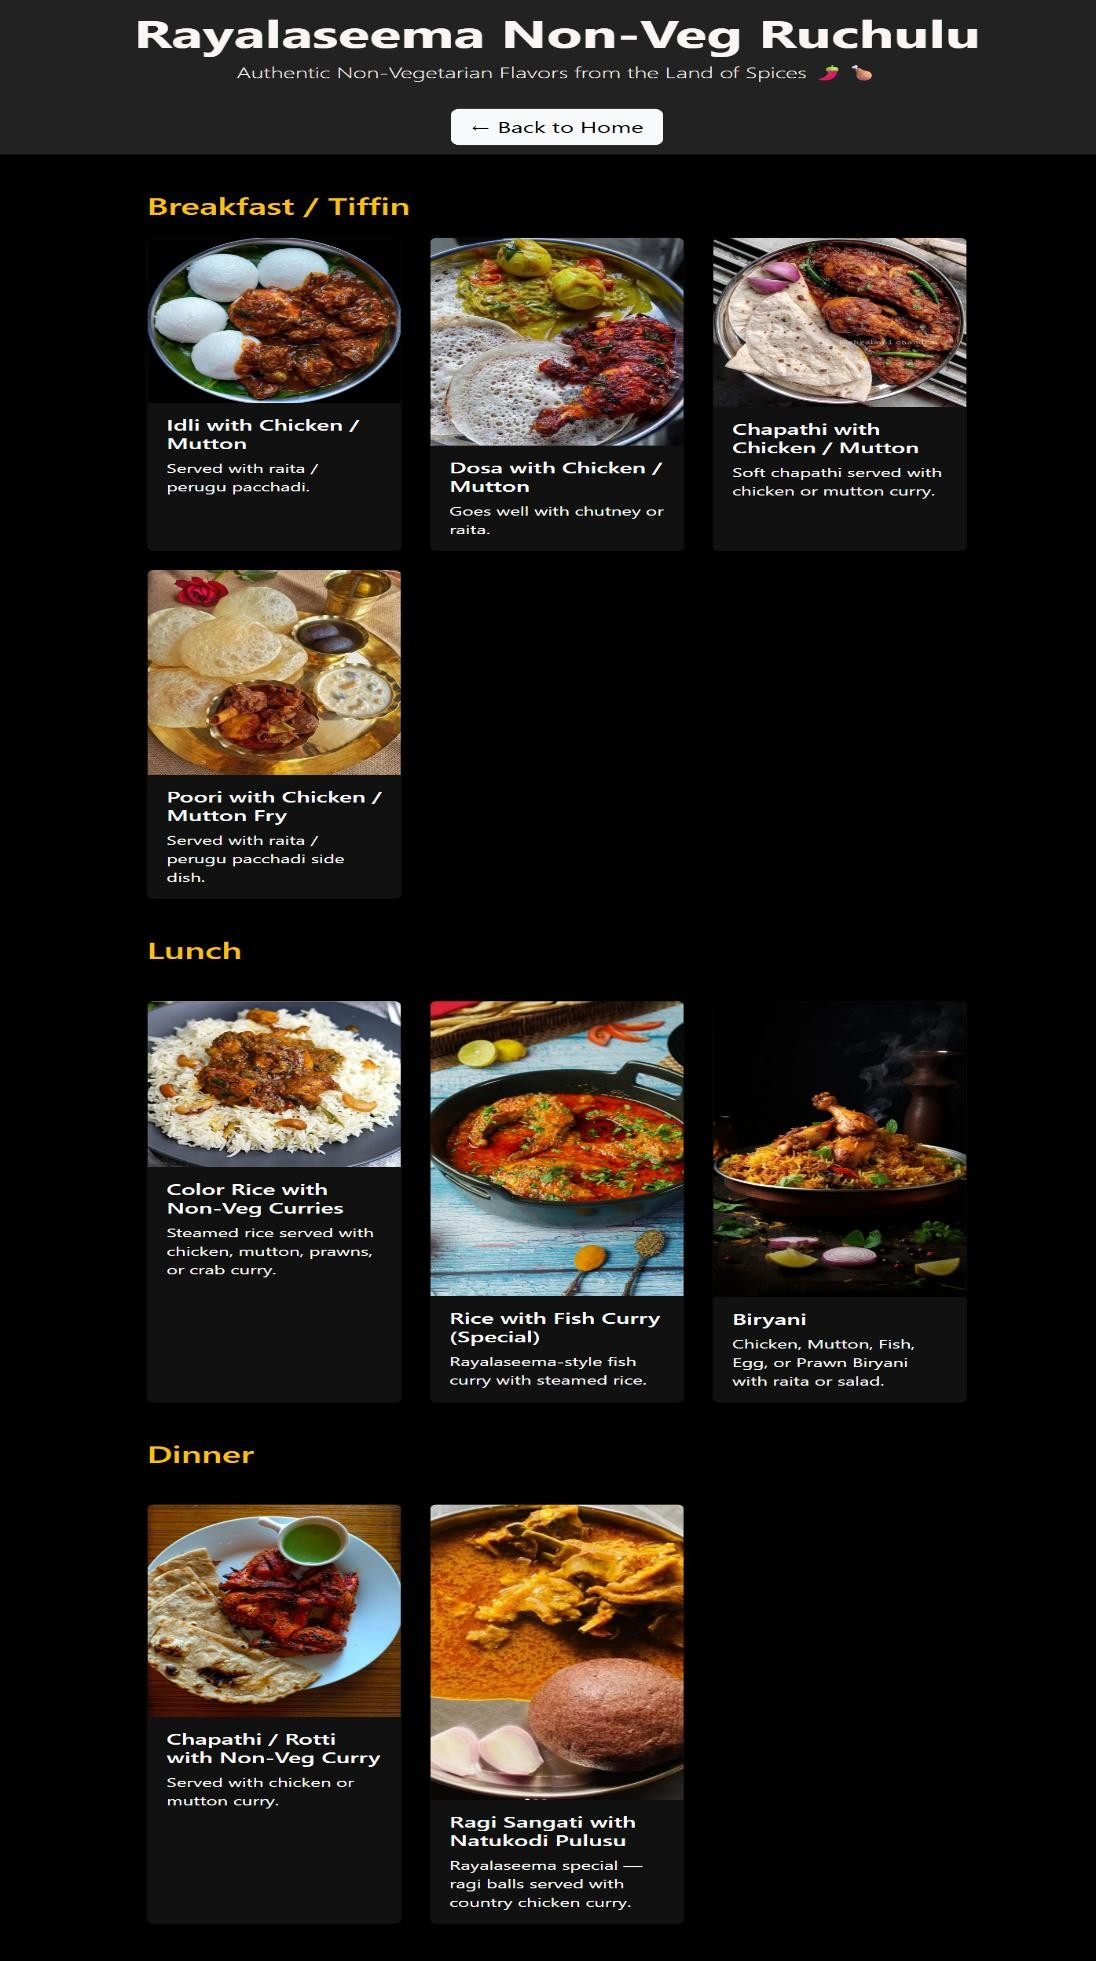 Rayalaseema Non-Veg Ruchulu
Authentic Non-Vegetarian Flavors from the Land of Spices 🌶️ 🍗
← Back to Home
Breakfast / Tiffin
Idli with Chicken /
Mutton
Served with raita /
perugu pacchadi.
Dosa with Chicken /
Mutton
Goes well with chutney or
raita.
Chapathi with
Chicken / Mutton
Soft chapathi served with
chicken or mutton curry.
Poori with Chicken /
Mutton Fry
Served with raita /
perugu pacchadi side
dish.
Lunch
Color Rice with
Non-Veg Curries
Steamed rice served with
chicken, mutton, prawns,
or crab curry.
Rice with Fish Curry
(Special)
Rayalaseema-style fish
curry with steamed rice.
Biryani
Chicken, Mutton, Fish,
Egg, or Prawn Biryani
with raita or salad.
Dinner
Chapathi / Rotti
with Non-Veg Curry
Served with chicken or
mutton curry.
Ragi Sangati with
Natukodi Pulusu
Rayalaseema special —
ragi balls served with
country chicken curry.